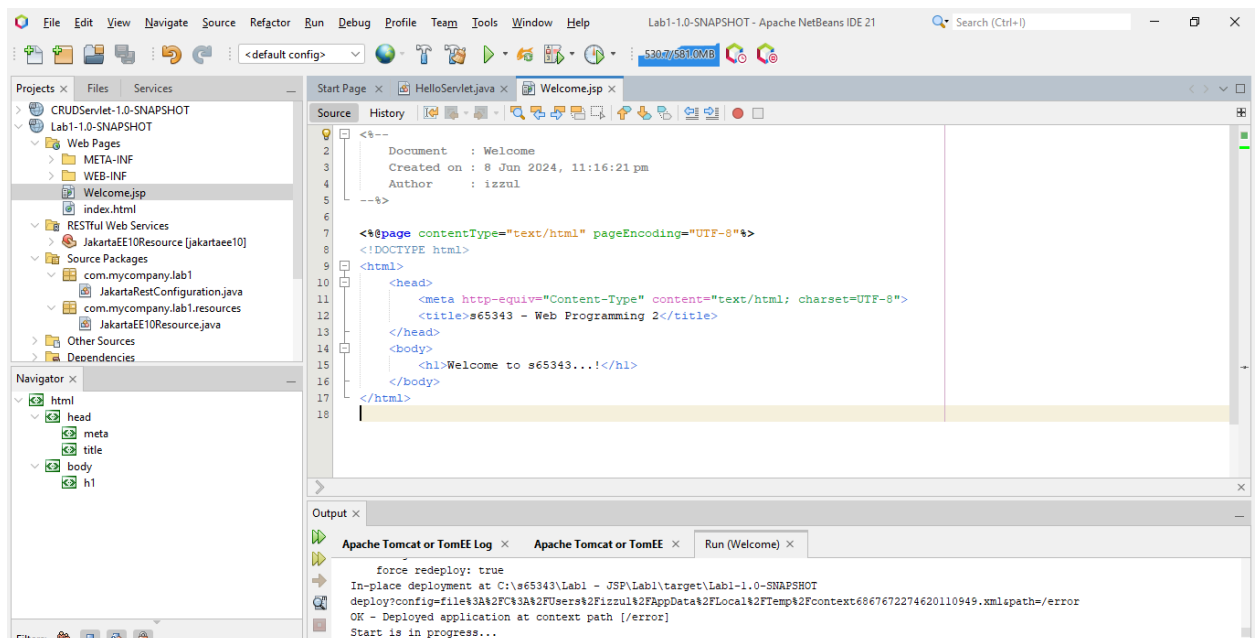 File Edit View Navigate Source Refactor Run Debug Profile Team Tools Window Help Lab1-1.0-SNAPSHOT - Apache NetBeans IDE 21 Search (Ctrl+I)
<default config> 530.7/581.0MB
Projects Files Services
CRUDServlet-1.0-SNAPSHOT
Lab1-1.0-SNAPSHOT
Web Pages
META-INF
WEB-INF
Welcome.jsp
index.html
RESTful Web Services
JakartaEE10Resource [jakartaee10]
Source Packages
com.mycompany.lab1
JakartaRestConfiguration.java
com.mycompany.lab1.resources
JakartaEE10Resource.java
Other Sources
Dependencies
Navigator
html
head
meta
title
body
h1
Start Page HelloServlet.java Welcome.jsp
Source History
<%--
2 Document : Welcome
3 Created on : 8 Jun 2024, 11:16:21 pm
4 Author : izzul
5 --%>
6
7 <%@page contentType="text/html" pageEncoding="UTF-8"%>
8 <!DOCTYPE html>
9 <html>
10 <head>
11 <meta http-equiv="Content-Type" content="text/html; charset=UTF-8">
12 <title>s65343 - Web Programming 2</title>
13 </head>
14 <body>
15 <h1>Welcome to s65343...!</h1>
16 </body>
17 </html>
18
Output
Apache Tomcat or TomEE Log Apache Tomcat or TomEE Run (Welcome)
force redeploy: true
In-place deployment at C:\s65343\Lab1 - JSP\Lab1\target\Lab1-1.0-SNAPSHOT
deploy?config=file%3A%2FC%3A%2FUsers%2Fizzul%2FAppData%2FLocal%2FTemp%2Fcontext6867672274620110949.xml&path=/error
OK - Deployed application at context path [/error]
Start is in progress...